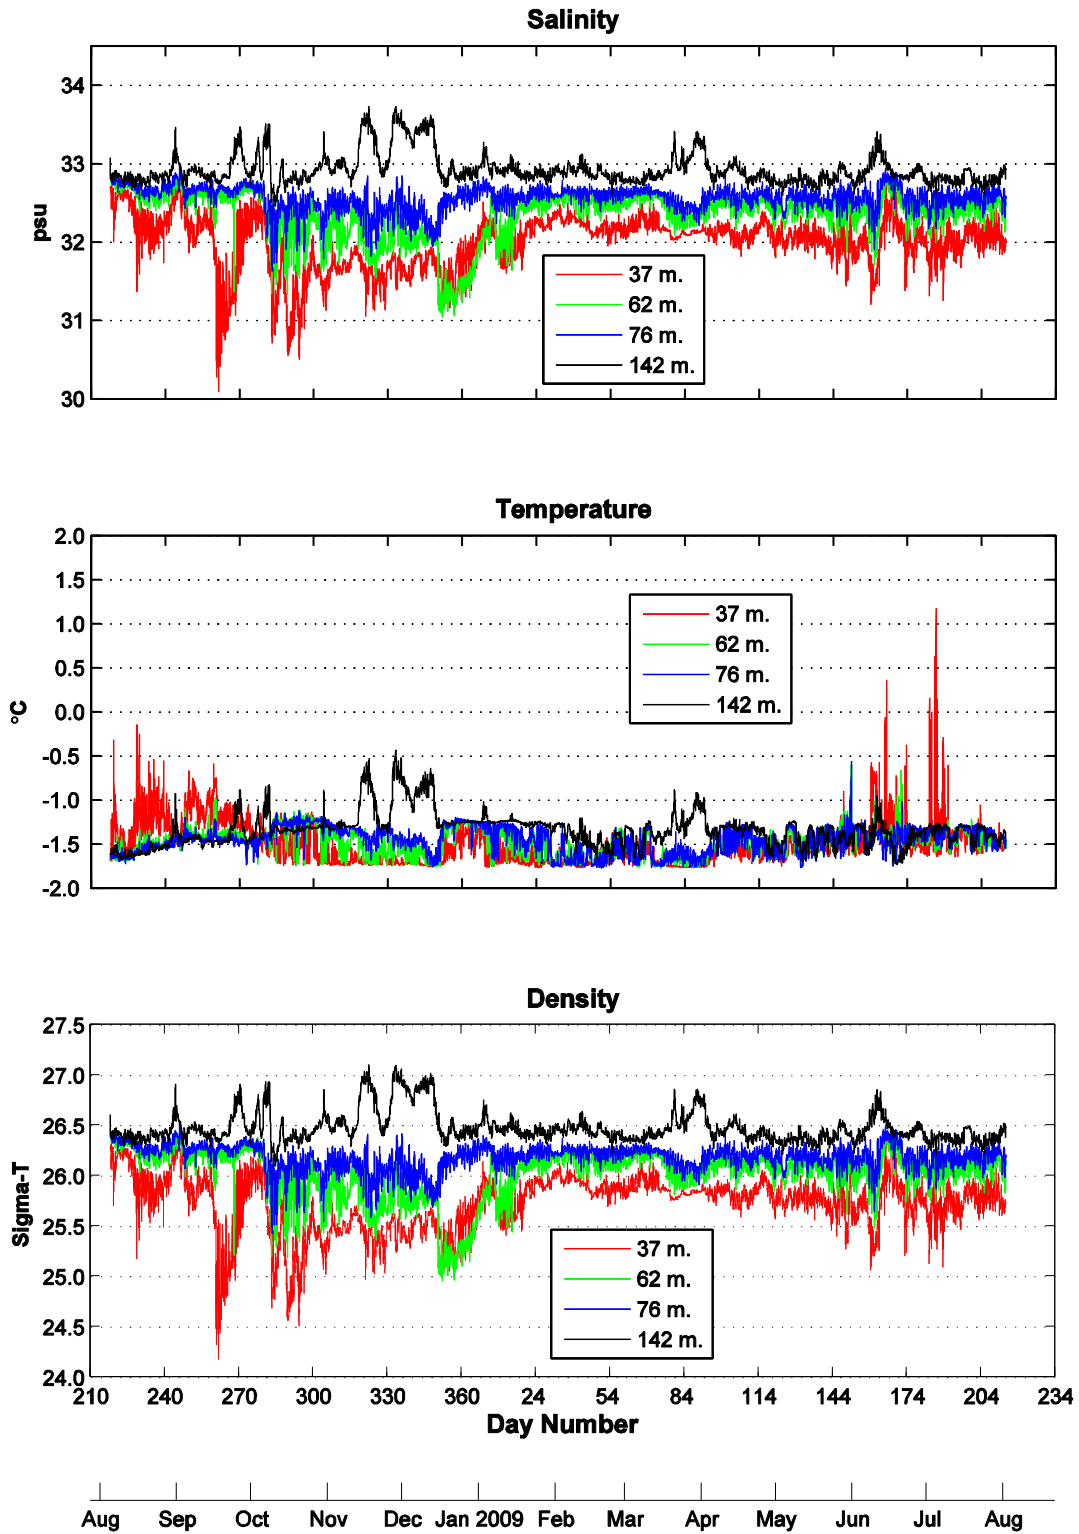 Salinity
34
33
32
31
30
psu
37 m.
62 m.
76 m.
142 m.
Temperature
2.0
1.5
1.0
0.5
0.0
-0.5
-1.0
-1.5
-2.0
°C
37 m.
62 m.
76 m.
142 m.
Density
27.5
27.0
26.5
26.0
25.5
25.0
24.5
24.0
Sigma-T
37 m.
62 m.
76 m.
142 m.
210 240 270 300 330 360 24 54 84 114 144 174 204 234
Day Number
Aug Sep Oct Nov Dec Jan 2009 Feb Mar Apr May Jun Jul Aug